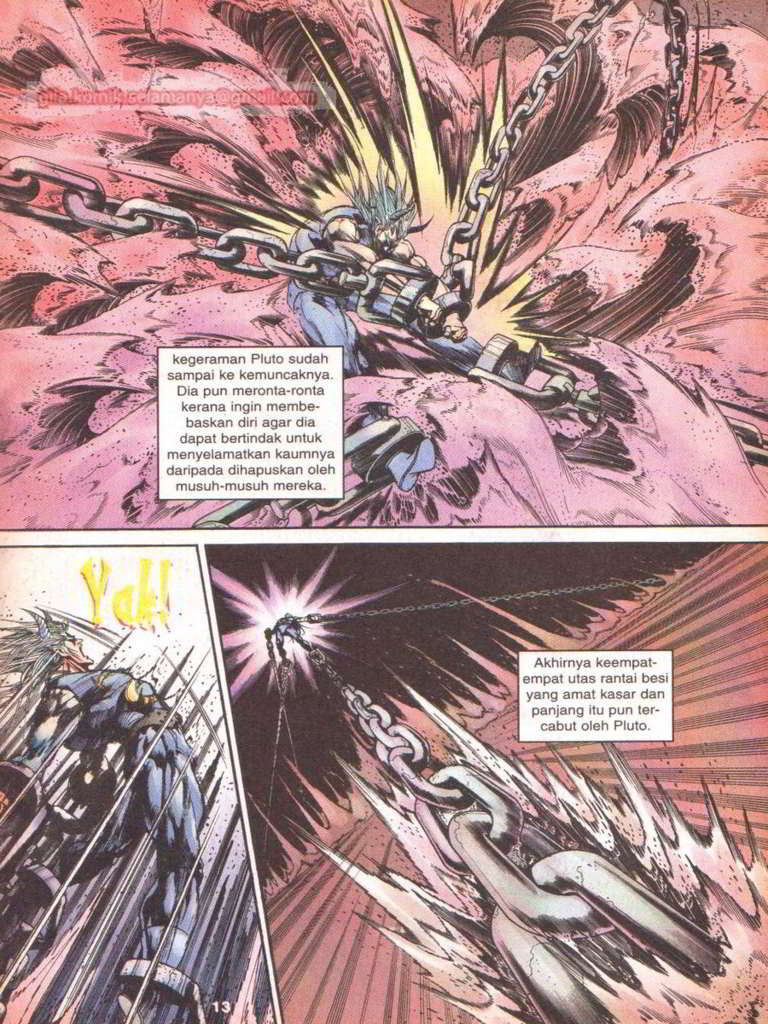 kegeraman Pluto sudah
sampai ke kemuncaknya.
Dia pun meronta-ronta
kerana ingin membe-
baskan diri agar dia
dapat bertindak untuk
menyelamatkan kaumnya
daripada dihapuskan oleh
musuh-musuh mereka.
Yah!
Akhirnya keempat-
empat utas rantai besi
yang amat kasar dan
panjang itu pun ter-
cabut oleh Pluto.
13